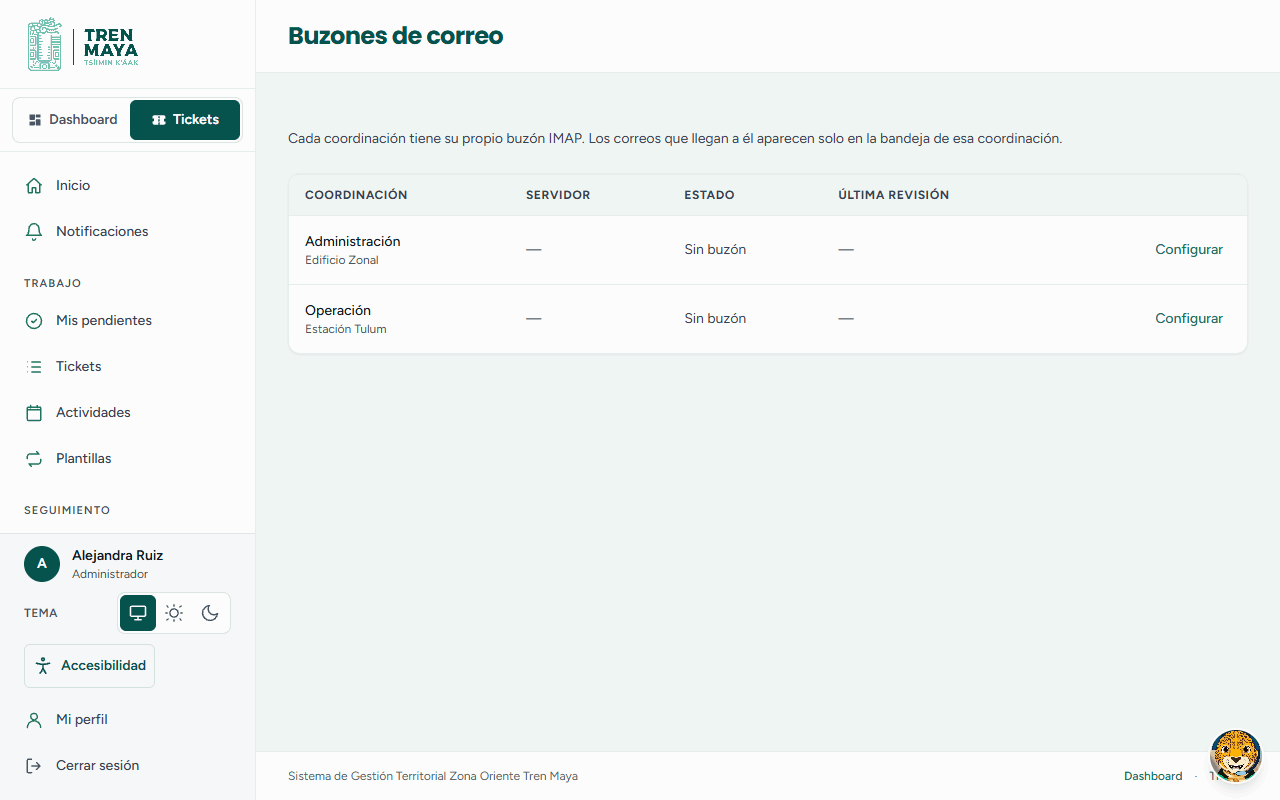 TREN
MAYA
TSÍIMIN K'ÁAK
Buzones de correo
Dashboard
Tickets
Inicio
Notificaciones
TRABAJO
Mis pendientes
Tickets
Actividades
Plantillas
SEGUIMIENTO
A
Alejandra Ruiz
Administrador
TEMA
Accesibilidad
Mi perfil
Cerrar sesión
Cada coordinación tiene su propio buzón IMAP. Los correos que llegan a él aparecen solo en la bandeja de esa coordinación.
COORDINACIÓN SERVIDOR ESTADO ÚLTIMA REVISIÓN
Administración — Sin buzón — Configurar
Edificio Zonal
Operación — Sin buzón — Configurar
Estación Tulum
Sistema de Gestión Territorial Zona Oriente Tren Maya
Dashboard ·